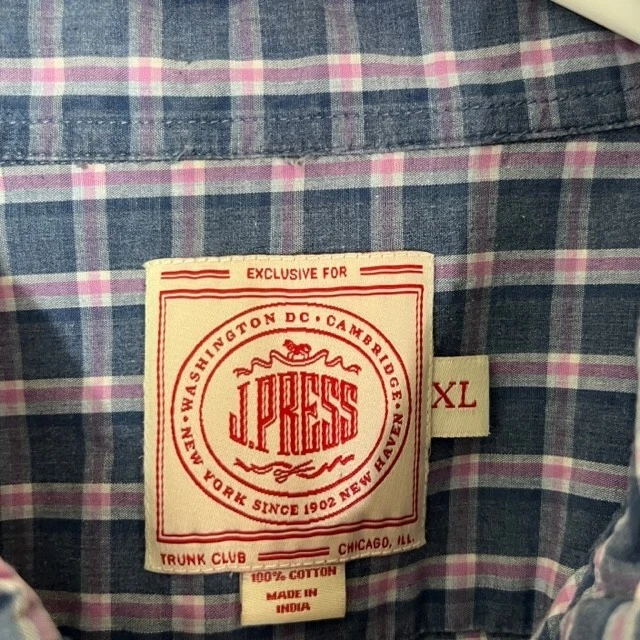 EXCLUSIVE FOR
WASHINGTON DC • CAMBRIDGE •
J. PRESS
NEW YORK SINCE 1902 NEW HAVEN
XL
TRUNK CLUB
CHICAGO, ILL.
100% COTTON
MADE IN
INDIA